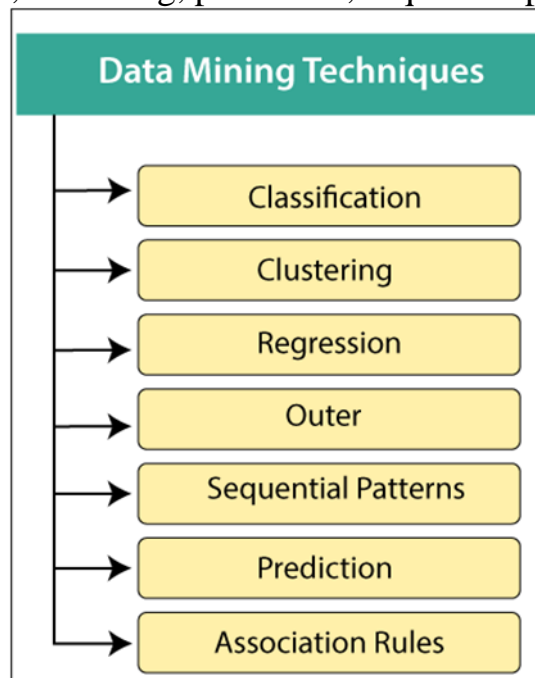 Data Mining Techniques
Classification
Clustering
Regression
Outer
Sequential Patterns
Prediction
Association Rules